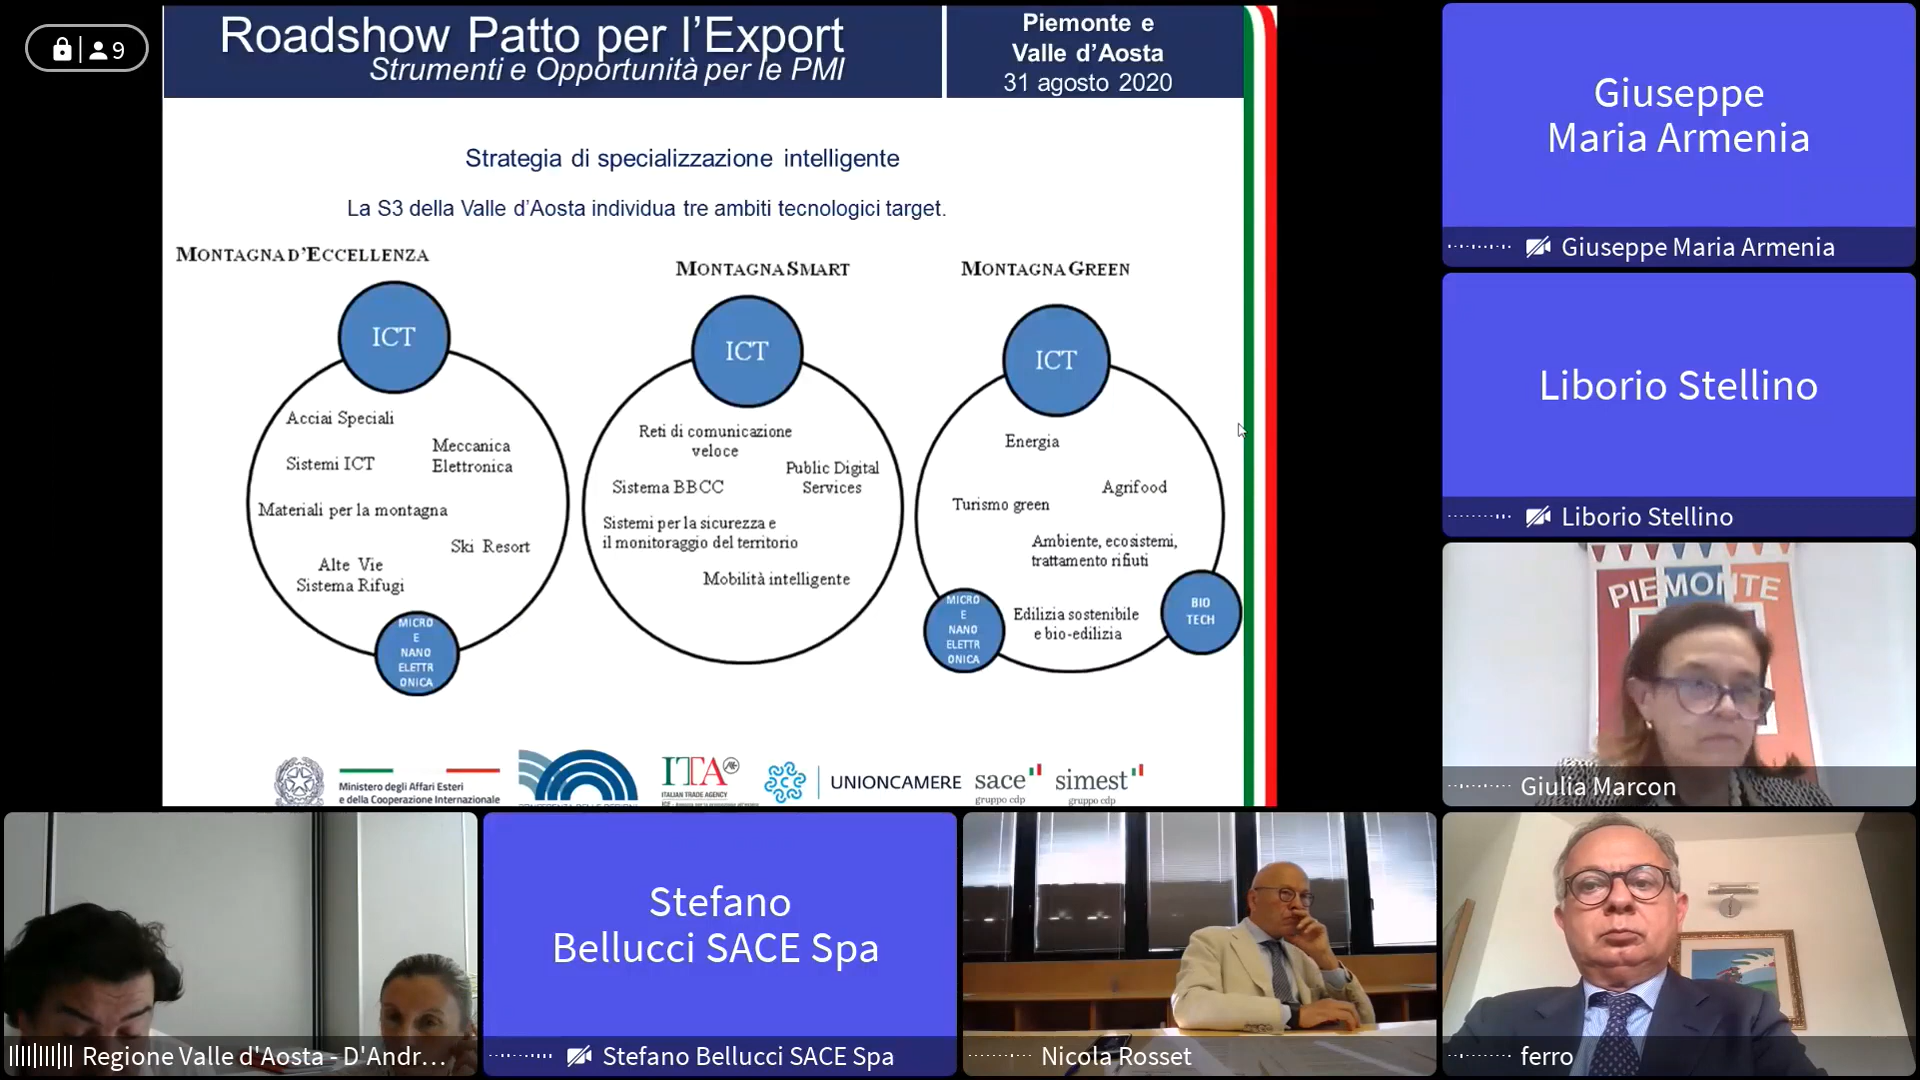 9
Roadshow Patto per l'Export
Strumenti e Opportunità per le PMI
Piemonte e
Valle d'Aosta
31 agosto 2020
Strategia di specializzazione intelligente
La S3 della Valle d'Aosta individua tre ambiti tecnologici target.
MONTAGNA D'ECCELLENZA
ICT
Acciai Speciali
Meccanica
Elettronica
Sistemi ICT
Materiali per la montagna
Ski Resort
Alte Vie
Sistema Rifugi
MICRO
E
NANO
ELETTR
ONICA
MONTAGNA SMART
ICT
Reti di comunicazione
veloce
Public Digital
Services
Sistema BBCC
Sistemi per la sicurezza e
il monitoraggio del territorio
Mobilità intelligente
MONTAGNA GREEN
ICT
Energia
Agrifood
Turismo green
Ambiente, ecosistemi,
trattamento rifiuti
Edilizia sostenibile
e bio-edilizia
MICRO
E
NANO
ELETTR
ONICA
BIO
TECH
Ministero degli Affari Esteri
e della Cooperazione Internazionale
ITA
ITALIAN TRADE AGENCY
UNIONCAMERE
sace
gruppo cdp
simest
gruppo cdp
Giuseppe
Maria Armenia
Giuseppe Maria Armenia
Liborio Stellino
Liborio Stellino
PIEMONTE
Giulia Marcon
Regione Valle d'Aosta - D'Andr…
Stefano
Bellucci SACE Spa
Stefano Bellucci SACE Spa
Nicola Rosset
ferro